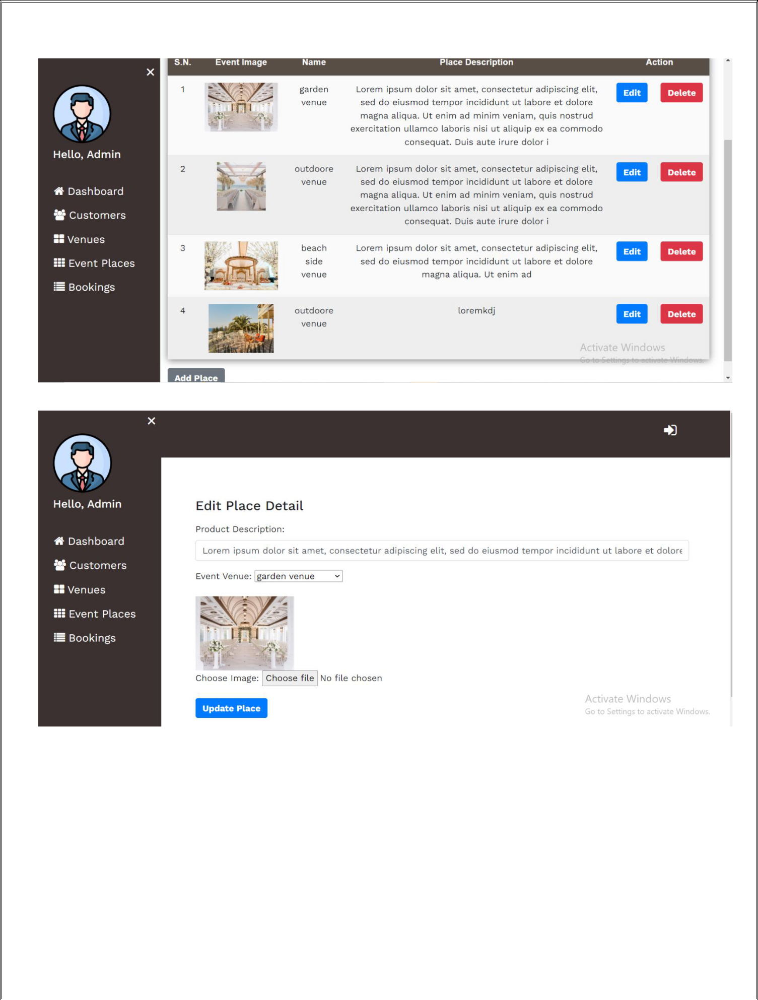 S.N. Event Image Name Place Description Action
1 garden venue Lorem ipsum dolor sit amet, consectetur adipiscing elit, Edit Delete
sed do eiusmod tempor incididunt ut labore et dolore
magna aliqua. Ut enim ad minim veniam, quis nostrud
exercitation ullamco laboris nisi ut aliquip ex ea commodo
consequat. Duis aute irure dolor i
Hello, Admin
2 outdoore venue Lorem ipsum dolor sit amet, consectetur adipiscing elit, Edit Delete
sed do eiusmod tempor incididunt ut labore et dolore
magna aliqua. Ut enim ad minim veniam, quis nostrud
exercitation ullamco laboris nisi ut aliquip ex ea commodo
consequat. Duis aute irure dolor i
Dashboard
Customers
Venues
Event Places
Bookings
3 beach side venue Lorem ipsum dolor sit amet, consectetur adipiscing elit, Edit Delete
sed do eiusmod tempor incididunt ut labore et dolore
magna aliqua. Ut enim ad
4 outdoore venue loremkdj Edit Delete
Activate Windows
Go to Settings to activate Windows.
Add Place
Hello, Admin
Dashboard
Customers
Venues
Event Places
Bookings
Edit Place Detail
Product Description:
Lorem ipsum dolor sit amet, consectetur adipiscing elit, sed do eiusmod tempor incididunt ut labore et dolore
Event Venue: garden venue
Choose Image: Choose file No file chosen
Update Place
Activate Windows
Go to Settings to activate Windows.